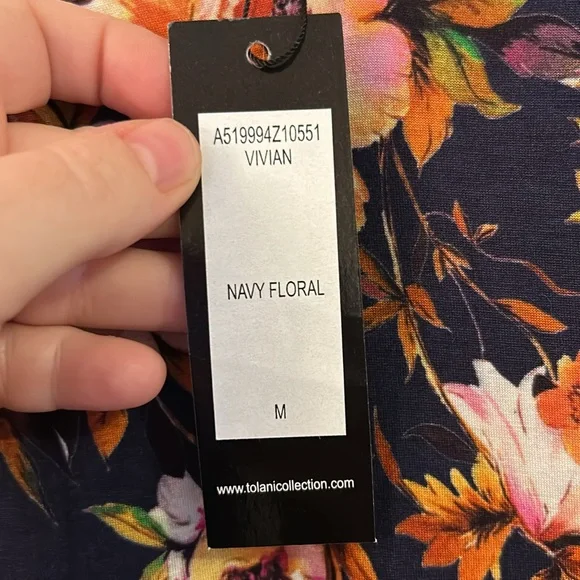 A519994Z10551
VIVIAN
NAVY FLORAL
M
www.tolanicollection.com